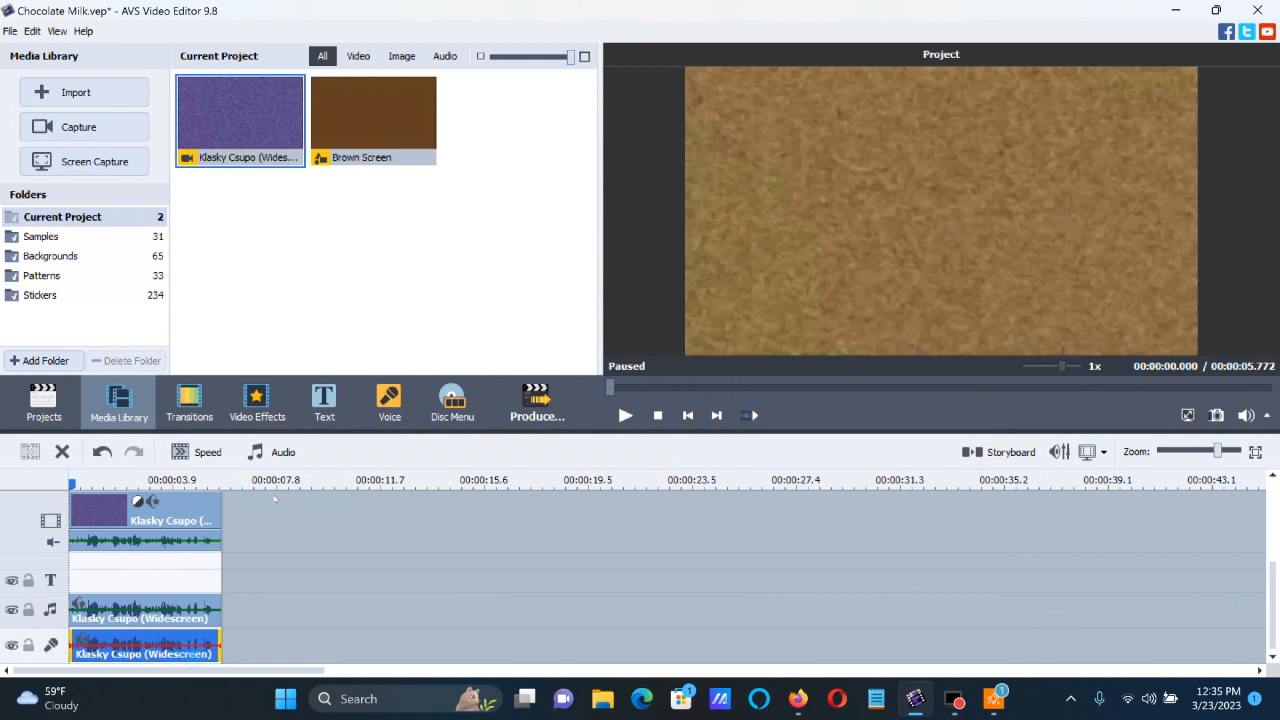 Chocolate Milk.vep* - AVS Video Editor 9.8
File Edit View Help
Media Library
Import
Capture
Screen Capture
Folders
Current Project 2
Samples 31
Backgrounds 65
Patterns 33
Stickers 234
Add Folder Delete Folder
Current Project All Video Image Audio
Klasky Csupo (Wides... Brown Screen
Project
Paused 1x 00:00:00.000 / 00:00:05.772
Projects Media Library Transitions Video Effects Text Voice Disc Menu Produce...
Speed Audio Storyboard Zoom:
00:00:03.9 00:00:07.8 00:00:11.7 00:00:15.6 00:00:19.5 00:00:23.5 00:00:27.4 00:00:31.3 00:00:35.2 00:00:39.1 00:00:43.1
Klasky Csupo (...
T
Klasky Csupo (Widescreen)
Klasky Csupo (Widescreen)
59°F
Cloudy
Search
1
1
12:35 PM
3/23/2023
1